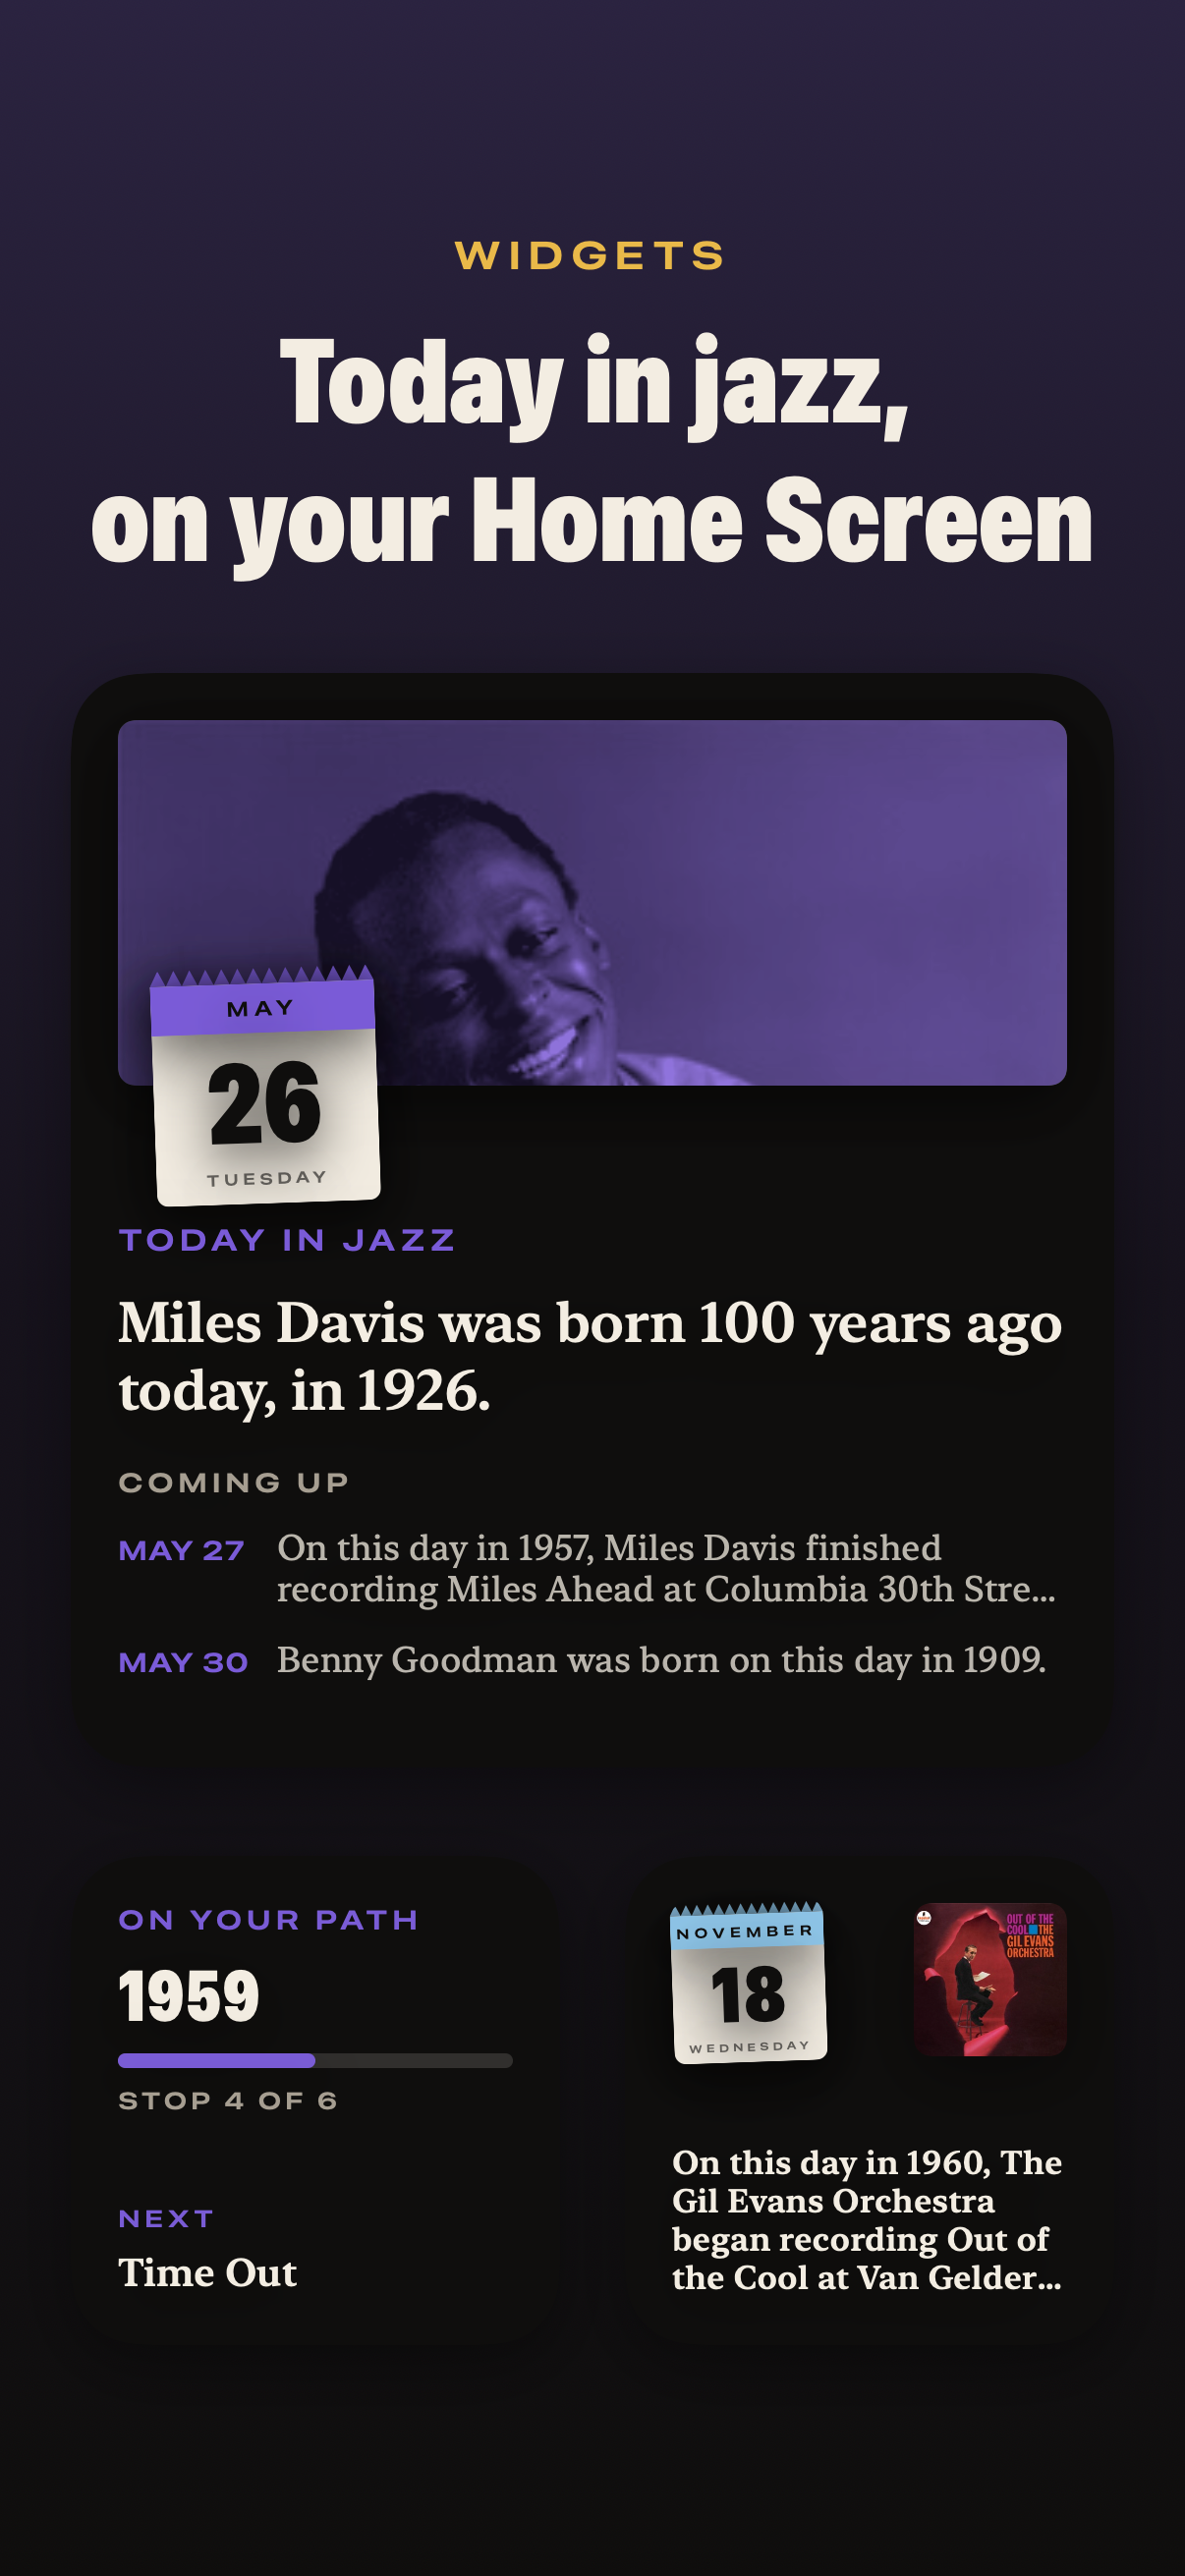 WIDGETS
Today in jazz,
on your Home Screen
MAY
26
TUESDAY
TODAY IN JAZZ
Miles Davis was born 100 years ago
today, in 1926.
COMING UP
MAY 27
On this day in 1957, Miles Davis finished
recording Miles Ahead at Columbia 30th Stre...
MAY 30
Benny Goodman was born on this day in 1909.
ON YOUR PATH
1959
STOP 4 OF 6
NEXT
Time Out
NOVEMBER
18
WEDNESDAY
OUT OF THE
COOL THE
GIL EVANS
ORCHESTRA
On this day in 1960, The
Gil Evans Orchestra
began recording Out of
the Cool at Van Gelder...